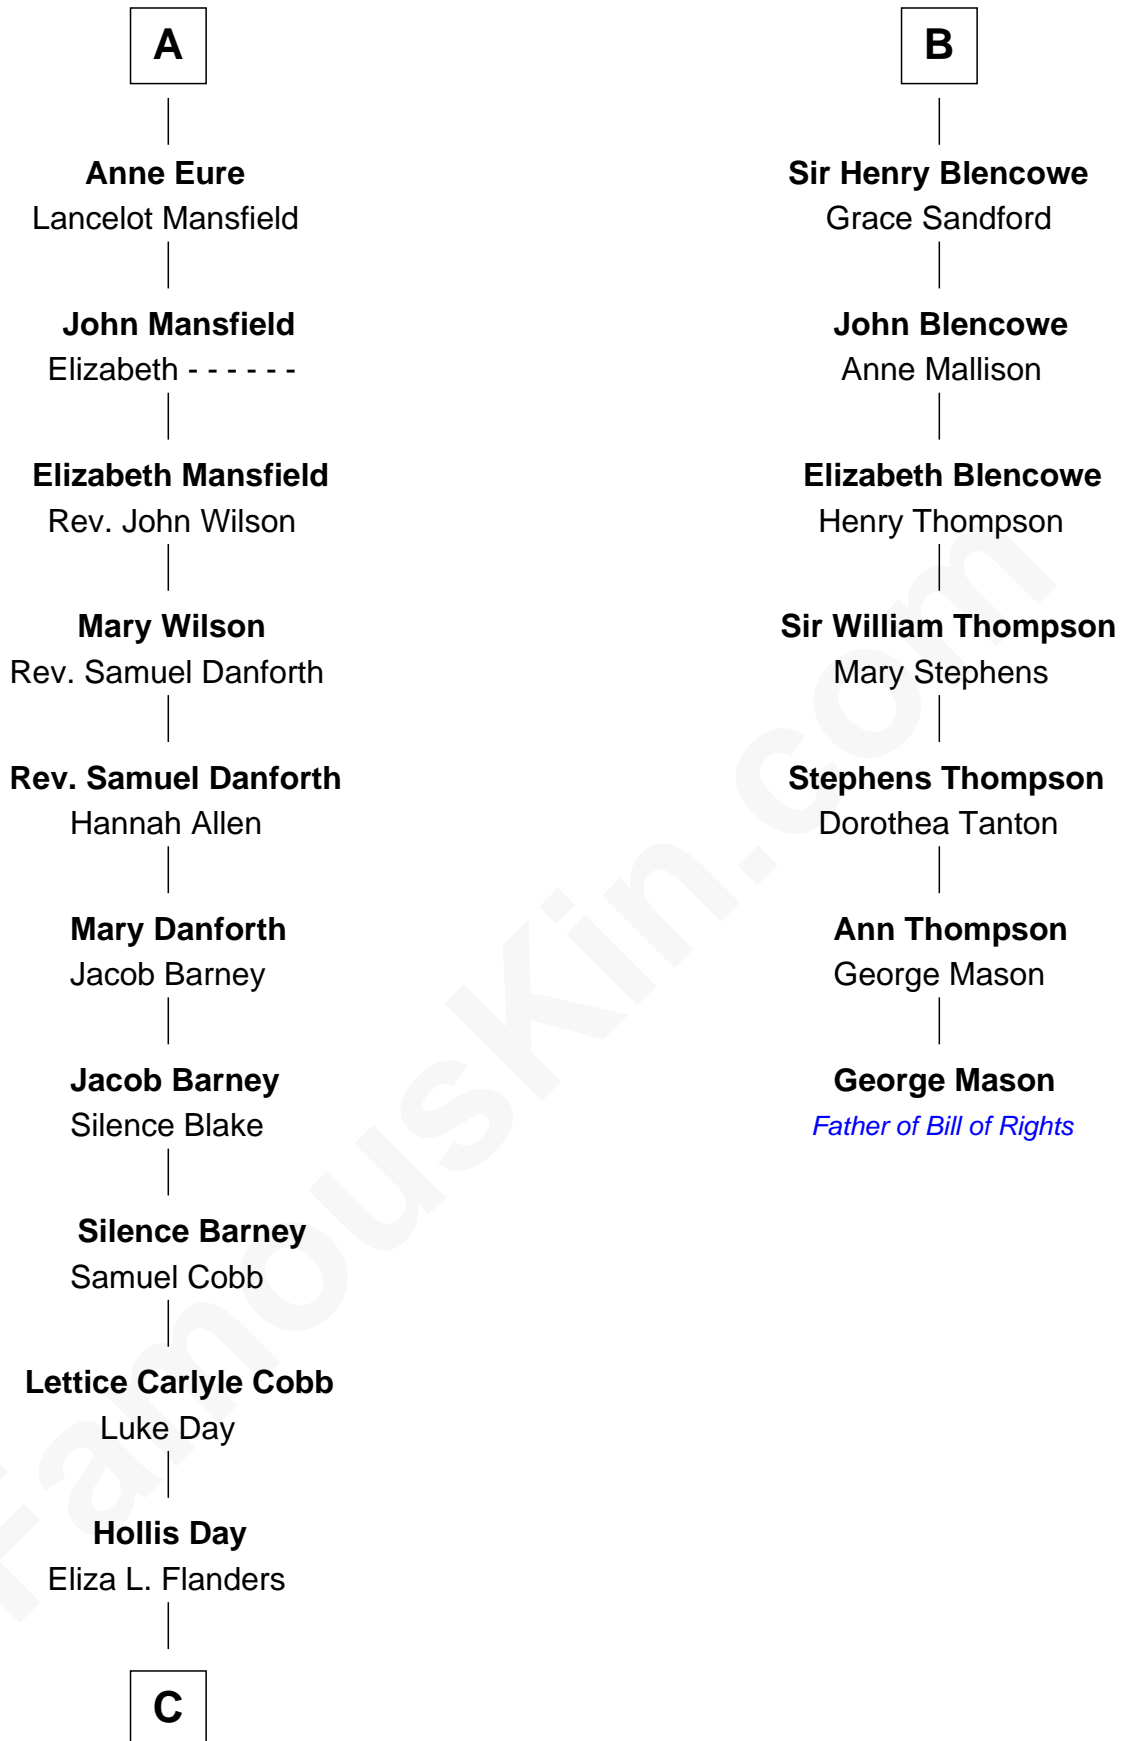 A
Anne Eure
Lancelot Mansfield
John Mansfield
Elizabeth - - - - - -
Elizabeth Mansfield
Rev. John Wilson
Mary Wilson
Rev. Samuel Danforth
Rev. Samuel Danforth
Hannah Allen
Mary Danforth
Jacob Barney
Jacob Barney
Silence Blake
Silence Barney
Samuel Cobb
Lettice Carlyle Cobb
Luke Day
Hollis Day
Eliza L. Flanders
C
B
Sir Henry Blencowe
Grace Sandford
John Blencowe
Anne Mallison
Elizabeth Blencowe
Henry Thompson
Sir William Thompson
Mary Stephens
Stephens Thompson
Dorothea Tanton
Ann Thompson
George Mason
George Mason
Father of Bill of Rights
FamousKin.com